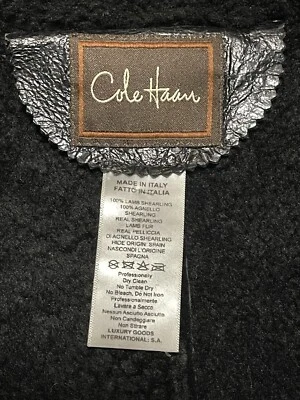 Cole Haan
MADE IN ITALY
FATTO IN ITALIA
100% LAMB SHEARLING
100% AGNELLO
SHEARLING
REAL SHEARLING
LAMB FUR
REAL PELLICCIA
DI AGNELLO SHEARLING
HIDE ORIGIN: SPAIN
NASCONDI L'ORIGINE
SPAGNA
Professionally
Dry Clean
No Tumble Dry
No Bleach, Do Not Iron
Professionalmente
Lavare a Secco
Nessun Asciutto Asciutto
Non Candeggiare
Non Stirare
LUXURY GOODS
INTERNATIONAL S.A.